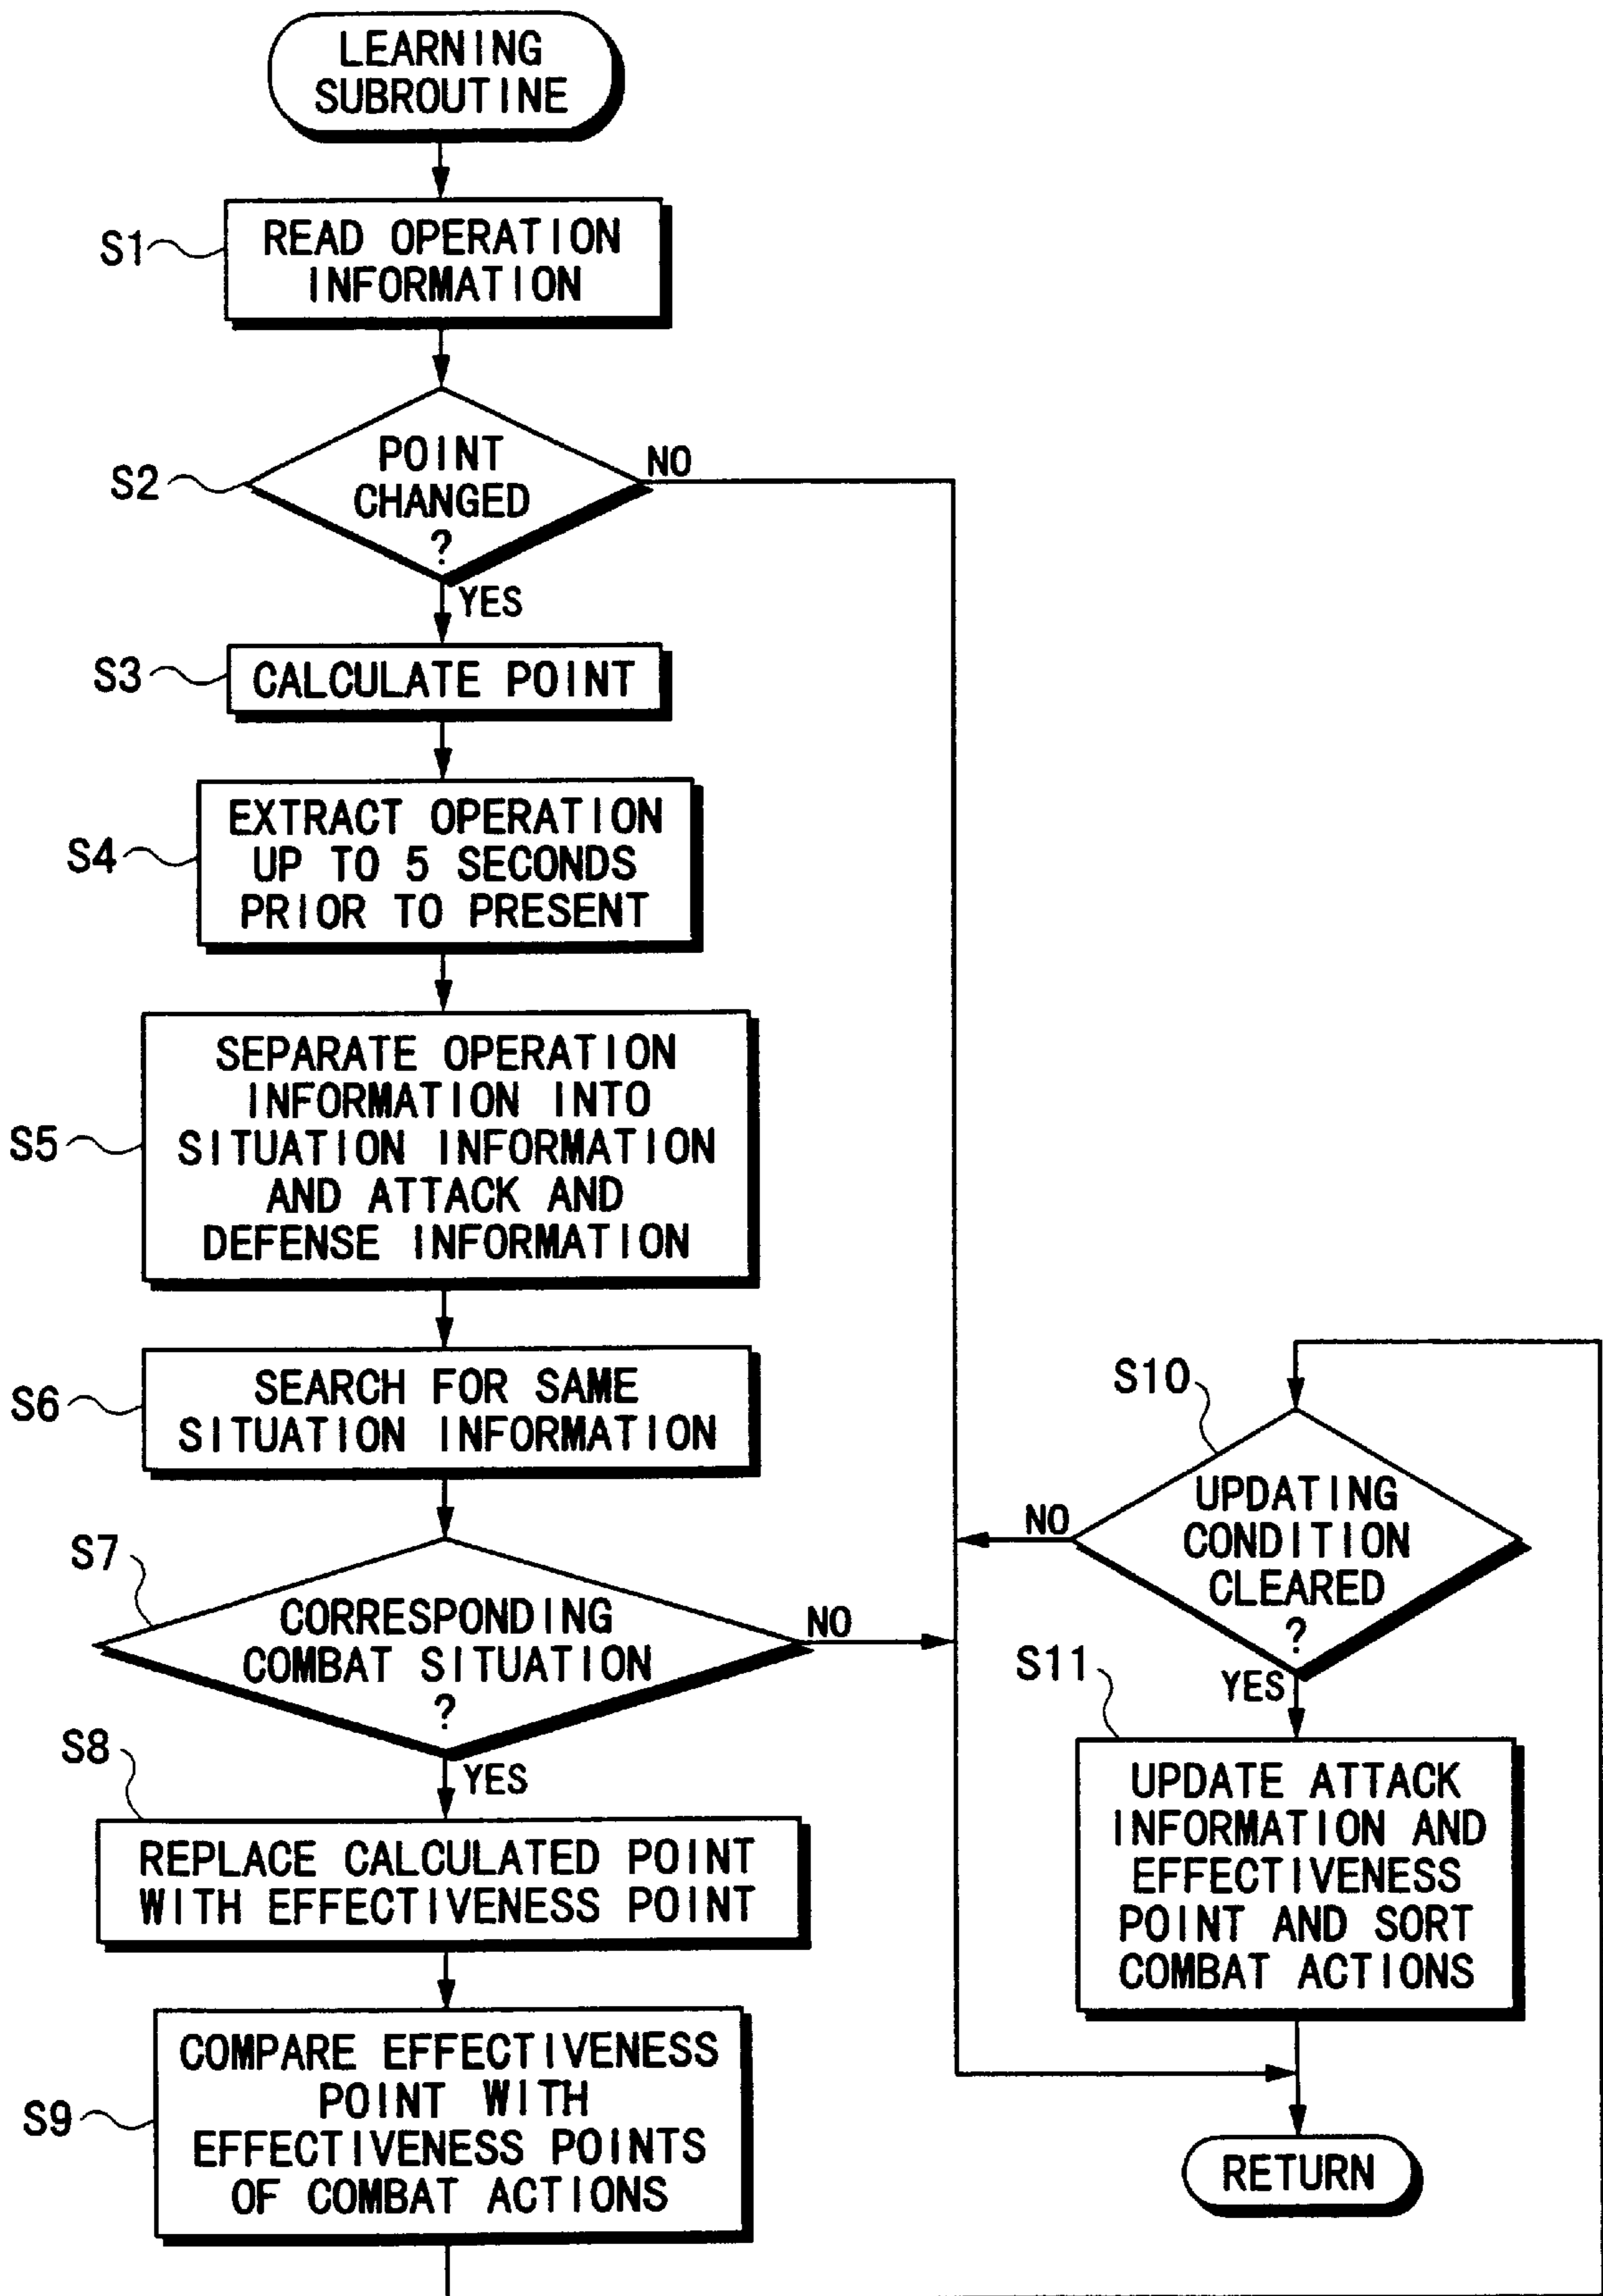 LEARNING
SUBROUTINE
S1
READ OPERATION
INFORMATION
S2
POINT
CHANGED
?
NO
YES
S3
CALCULATE POINT
S4
EXTRACT OPERATION
UP TO 5 SECONDS
PRIOR TO PRESENT
S5
SEPARATE OPERATION
INFORMATION INTO
SITUATION INFORMATION
AND ATTACK AND
DEFENSE INFORMATION
S6
SEARCH FOR SAME
SITUATION INFORMATION
S7
CORRESPONDING
COMBAT SITUATION
?
NO
YES
S8
REPLACE CALCULATED POINT
WITH EFFECTIVENESS POINT
S9
COMPARE EFFECTIVENESS
POINT WITH
EFFECTIVENESS POINTS
OF COMBAT ACTIONS
S10
UPDATING
CONDITION
CLEARED
?
NO
YES
S11
UPDATE ATTACK
INFORMATION AND
EFFECTIVENESS
POINT AND SORT
COMBAT ACTIONS
RETURN